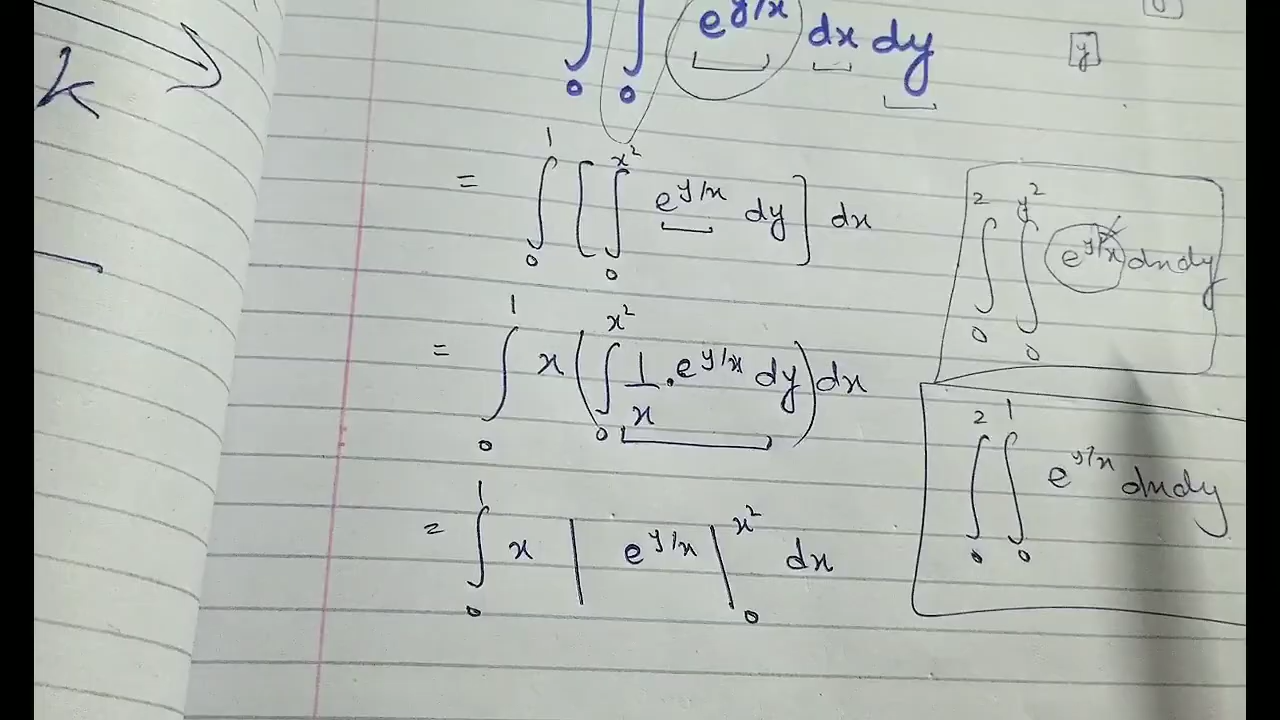 ∫₀ ∫₀ e^{y/x} dx dy
y
k
= ∫₀¹ [ ∫₀^{x²} e^{y/x} dy ] dx
∫₀² ∫₀^{y²} e^{y/x} dx dy
= ∫₀¹ x ( ∫₀^{x²} 1/x · e^{y/x} dy ) dx
∫₀² ∫₀¹ e^{y/x} dx dy
= ∫₀¹ x | e^{y/x} |₀^{x²} dx